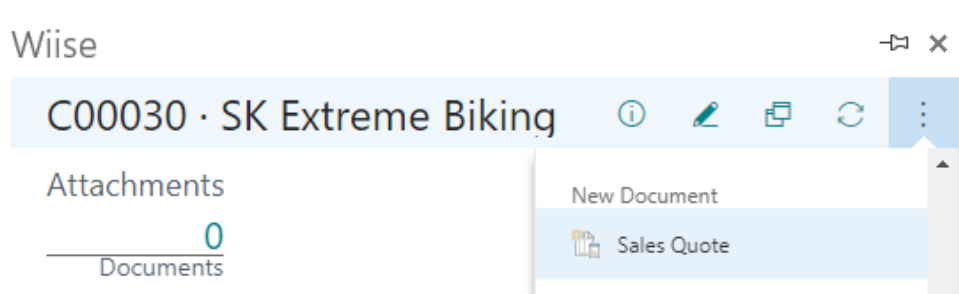 Wiise
C00030 · SK Extreme Biking
Attachments
0
Documents
New Document
Sales Quote